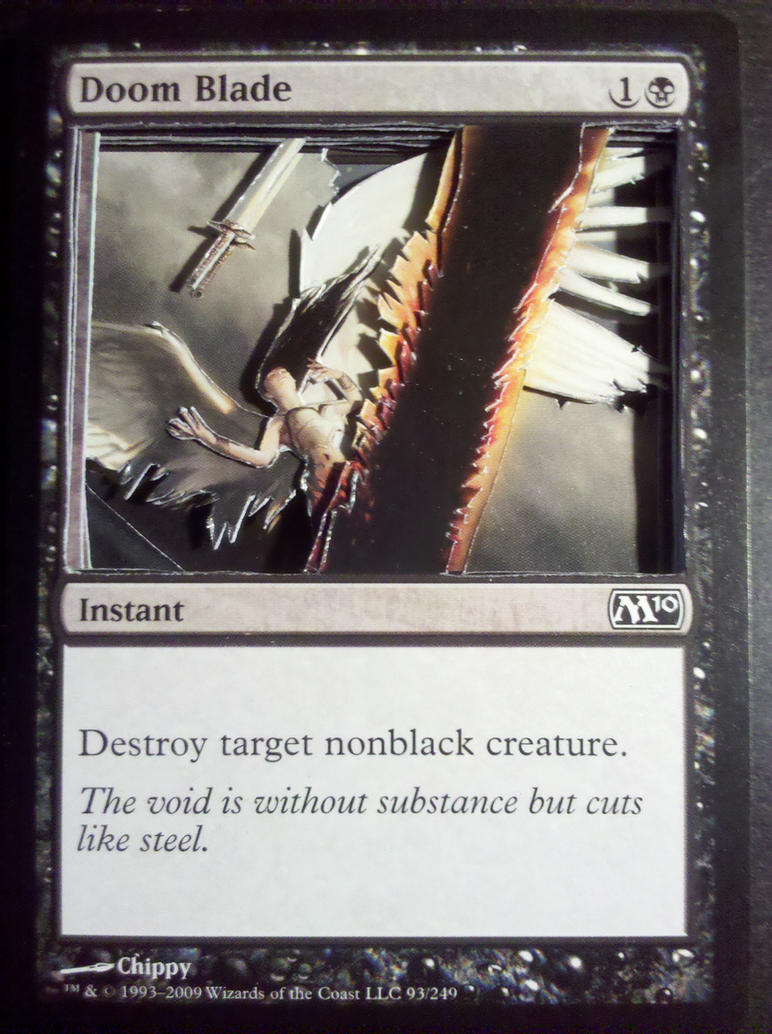 Doom Blade 1
Instant M10
Destroy target nonblack creature.
The void is without substance but cuts
like steel.
Chippy
™ & © 1993–2009 Wizards of the Coast LLC 93/249